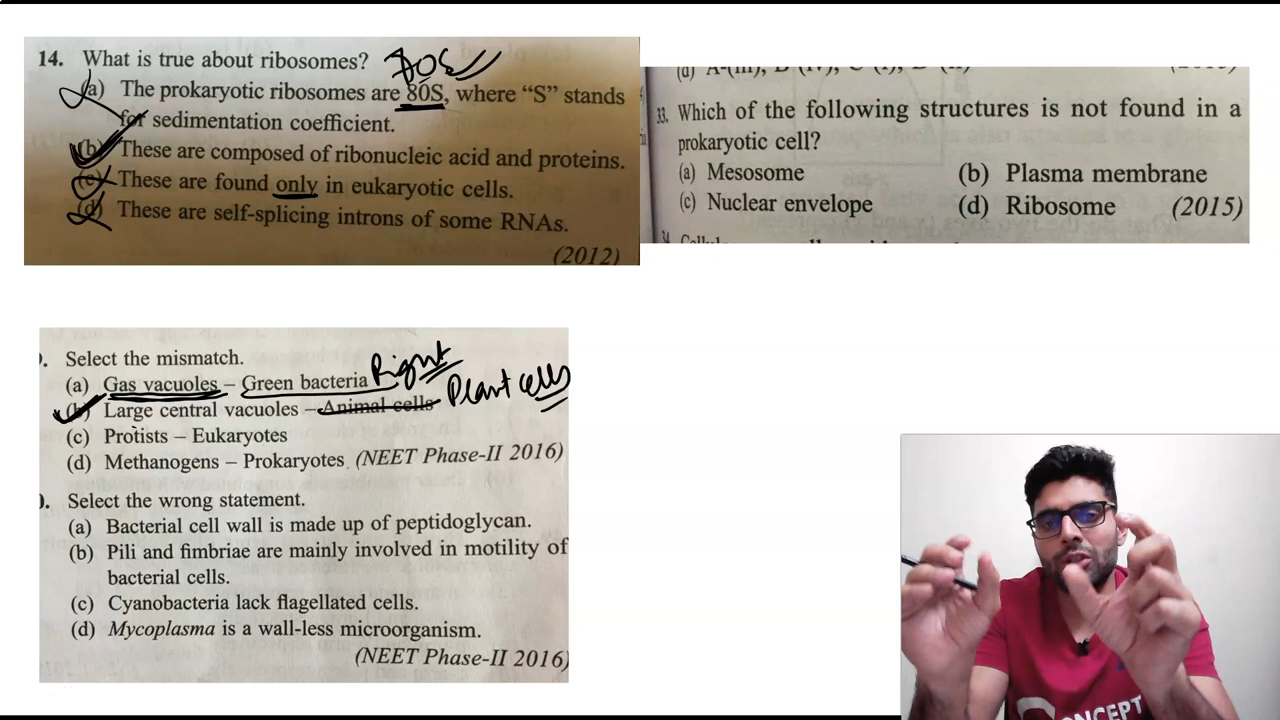 14. What is true about ribosomes? 70S
(a) The prokaryotic ribosomes are 80S, where “S” stands
for sedimentation coefficient.
(b) These are composed of ribonucleic acid and proteins.
(c) These are found only in eukaryotic cells.
(d) These are self-splicing introns of some RNAs.
(2012)
33. Which of the following structures is not found in a
prokaryotic cell?
(a) Mesosome (b) Plasma membrane
(c) Nuclear envelope (d) Ribosome (2015)
Select the mismatch.
(a) Gas vacuoles – Green bacteria Right
(b) Large central vacuoles – Animal cells Plant cells
(c) Protists – Eukaryotes
(d) Methanogens – Prokaryotes (NEET Phase-II 2016)
Select the wrong statement.
(a) Bacterial cell wall is made up of peptidoglycan.
(b) Pili and fimbriae are mainly involved in motility of
bacterial cells.
(c) Cyanobacteria lack flagellated cells.
(d) Mycoplasma is a wall-less microorganism.
(NEET Phase-II 2016)
CONCEPT